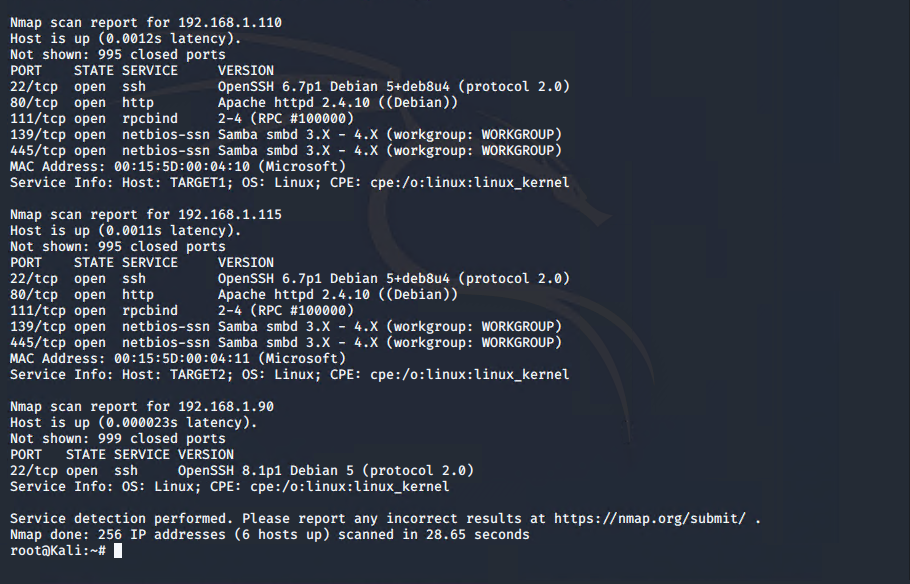 Nmap scan report for 192.168.1.110
Host is up (0.0012s latency).
Not shown: 995 closed ports
PORT    STATE SERVICE     VERSION
22/tcp  open  ssh         OpenSSH 6.7p1 Debian 5+deb8u4 (protocol 2.0)
80/tcp  open  http        Apache httpd 2.4.10 ((Debian))
111/tcp open  rpcbind     2-4 (RPC #100000)
139/tcp open  netbios-ssn Samba smbd 3.X - 4.X (workgroup: WORKGROUP)
445/tcp open  netbios-ssn Samba smbd 3.X - 4.X (workgroup: WORKGROUP)
MAC Address: 00:15:5D:00:04:10 (Microsoft)
Service Info: Host: TARGET1; OS: Linux; CPE: cpe:/o:linux:linux_kernel

Nmap scan report for 192.168.1.115
Host is up (0.0011s latency).
Not shown: 995 closed ports
PORT    STATE SERVICE     VERSION
22/tcp  open  ssh         OpenSSH 6.7p1 Debian 5+deb8u4 (protocol 2.0)
80/tcp  open  http        Apache httpd 2.4.10 ((Debian))
111/tcp open  rpcbind     2-4 (RPC #100000)
139/tcp open  netbios-ssn Samba smbd 3.X - 4.X (workgroup: WORKGROUP)
445/tcp open  netbios-ssn Samba smbd 3.X - 4.X (workgroup: WORKGROUP)
MAC Address: 00:15:5D:00:04:11 (Microsoft)
Service Info: Host: TARGET2; OS: Linux; CPE: cpe:/o:linux:linux_kernel

Nmap scan report for 192.168.1.90
Host is up (0.000023s latency).
Not shown: 999 closed ports
PORT   STATE SERVICE VERSION
22/tcp open  ssh     OpenSSH 8.1p1 Debian 5 (protocol 2.0)
Service Info: OS: Linux; CPE: cpe:/o:linux:linux_kernel

Service detection performed. Please report any incorrect results at https://nmap.org/submit/ .
Nmap done: 256 IP addresses (6 hosts up) scanned in 28.65 seconds
root@Kali:~#